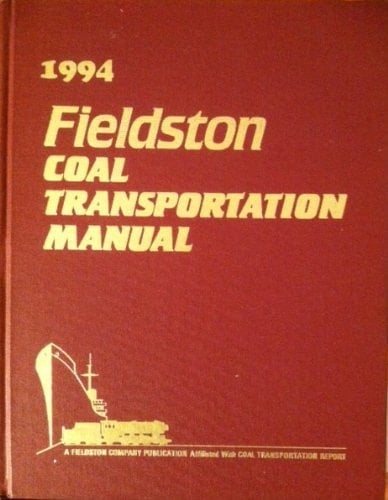 1994
Fieldston
COAL
TRANSPORTATION
MANUAL
A FIELDSTON COMPANY PUBLICATION Affiliated With COAL TRANSPORTATION REPORT